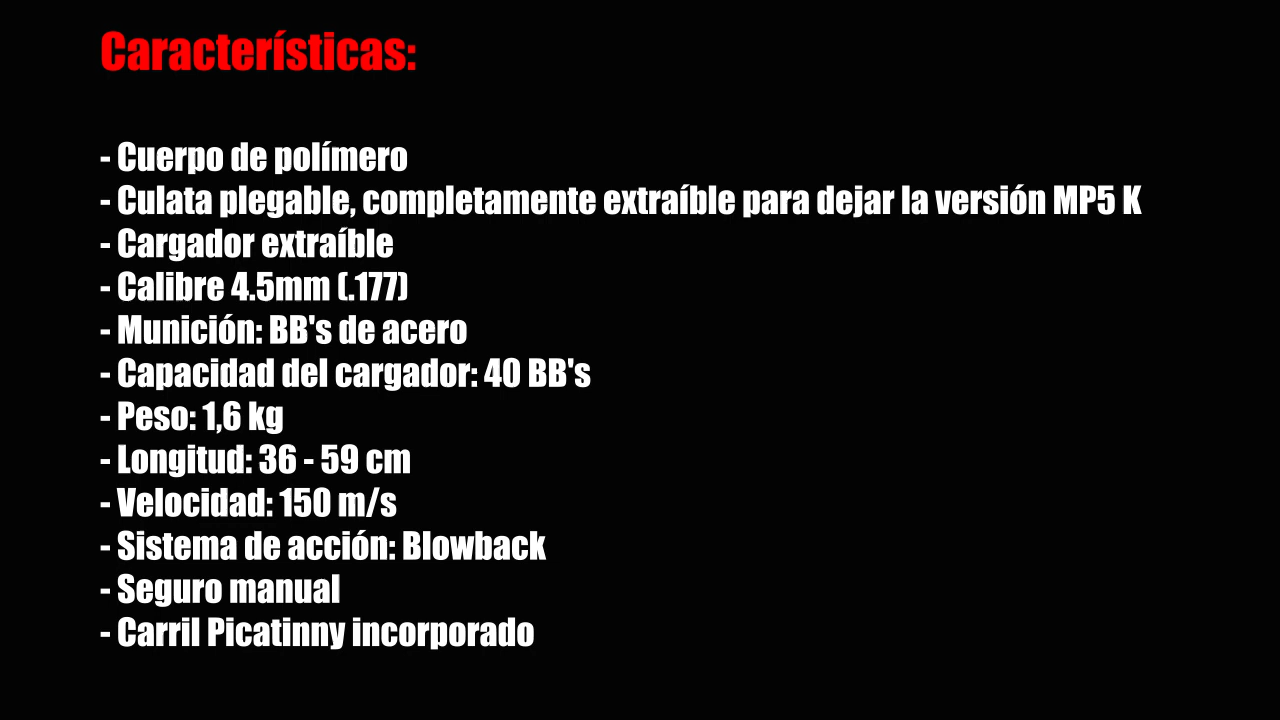 Características:
- Cuerpo de polímero
- Culata plegable, completamente extraíble para dejar la versión MP5 K
- Cargador extraíble
- Calibre 4.5mm (.177)
- Munición: BB's de acero
- Capacidad del cargador: 40 BB's
- Peso: 1,6 kg
- Longitud: 36 - 59 cm
- Velocidad: 150 m/s
- Sistema de acción: Blowback
- Seguro manual
- Carril Picatinny incorporado